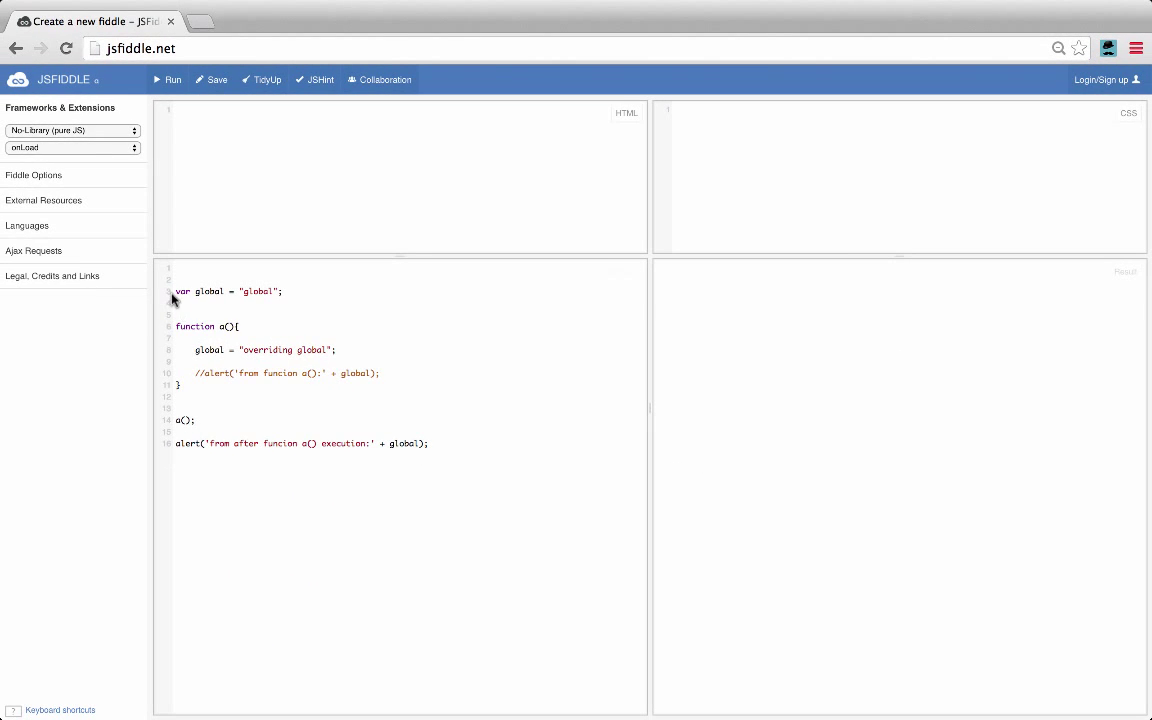 Create a new fiddle – JSFid
jsfiddle.net
JSFIDDLE α
Run
Save
TidyUp
JSHint
Collaboration
Login/Sign up
Frameworks & Extensions
No-Library (pure JS)
onLoad
Fiddle Options
External Resources
Languages
Ajax Requests
Legal, Credits and Links
1
HTML
1
CSS
1
2
3 var global = "global";
5
6 function a(){
7
8 global = "overriding global";
9
10 //alert('from funcion a():' + global);
11 }
12
13
14 a();
15
16 alert('from after funcion a() execution:' + global);
Result
? Keyboard shortcuts